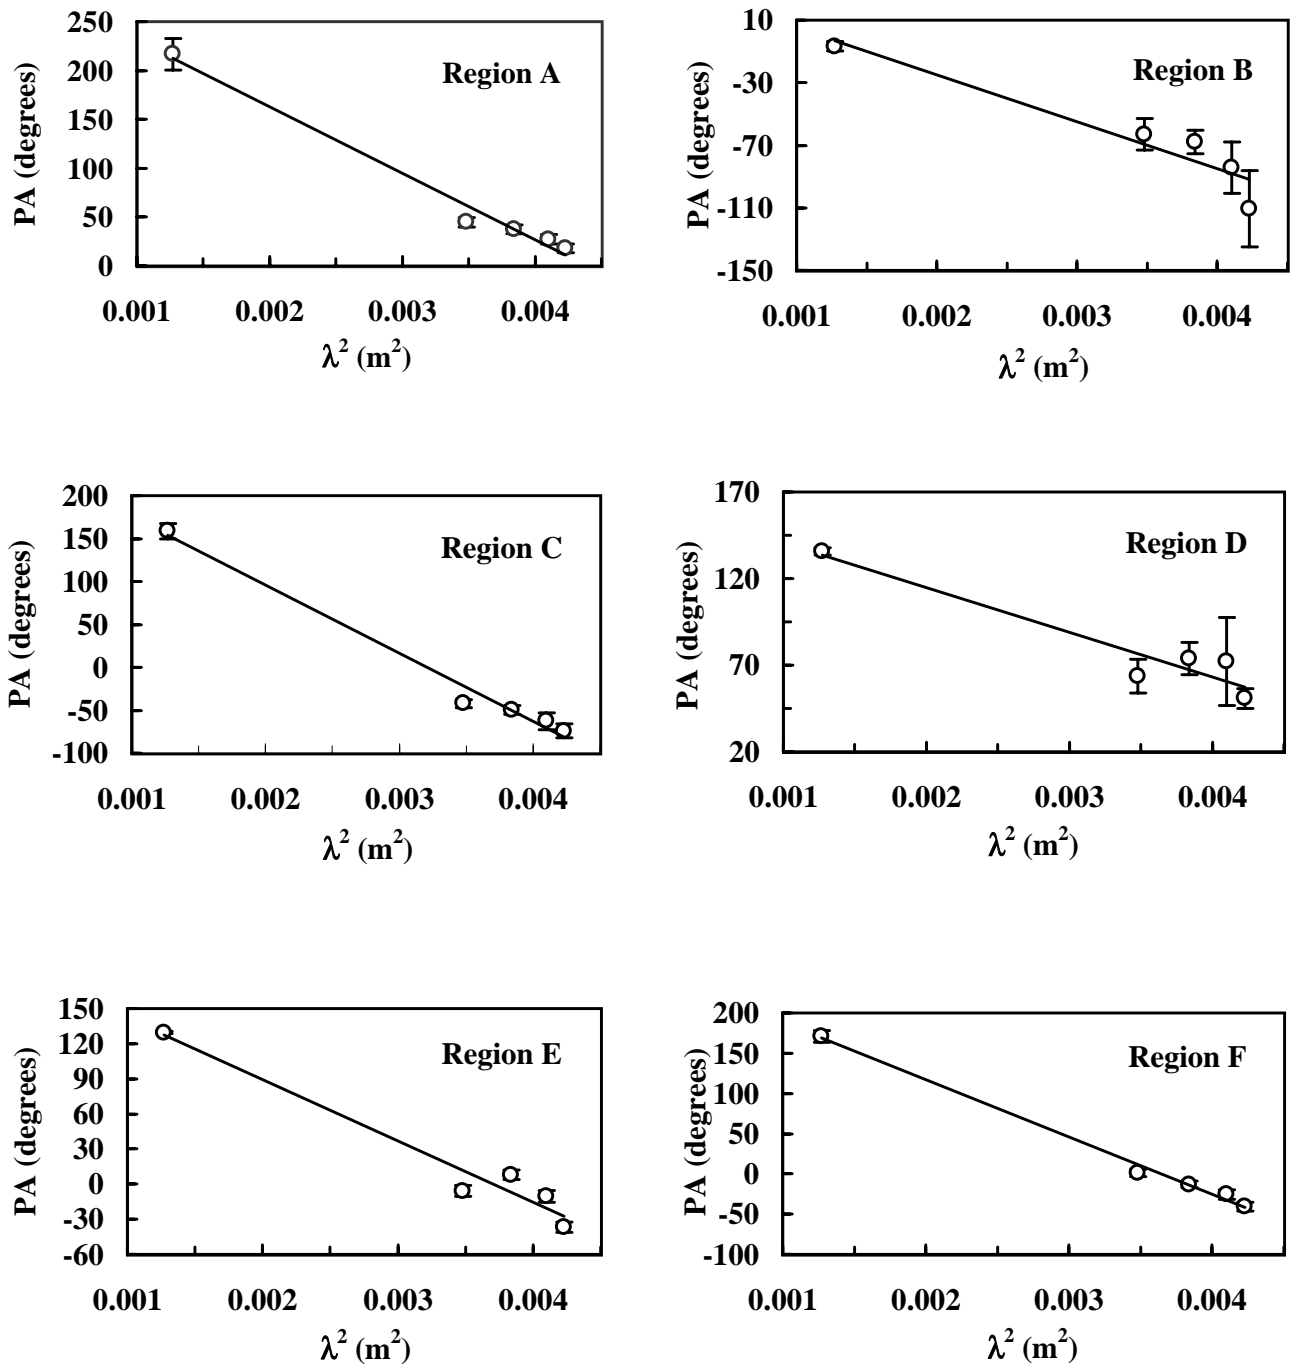 250
200
150
100
50
0
PA (degrees)
Region A
0.001 0.002 0.003 0.004
λ² (m²)
10
-30
-70
-110
-150
PA (degrees)
Region B
0.001 0.002 0.003 0.004
λ² (m²)
200
150
100
50
0
-50
-100
PA (degrees)
Region C
0.001 0.002 0.003 0.004
λ² (m²)
170
120
70
20
PA (degrees)
Region D
0.001 0.002 0.003 0.004
λ² (m²)
150
120
90
60
30
0
-30
-60
PA (degrees)
Region E
0.001 0.002 0.003 0.004
λ² (m²)
200
150
100
50
0
-50
-100
PA (degrees)
Region F
0.001 0.002 0.003 0.004
λ² (m²)